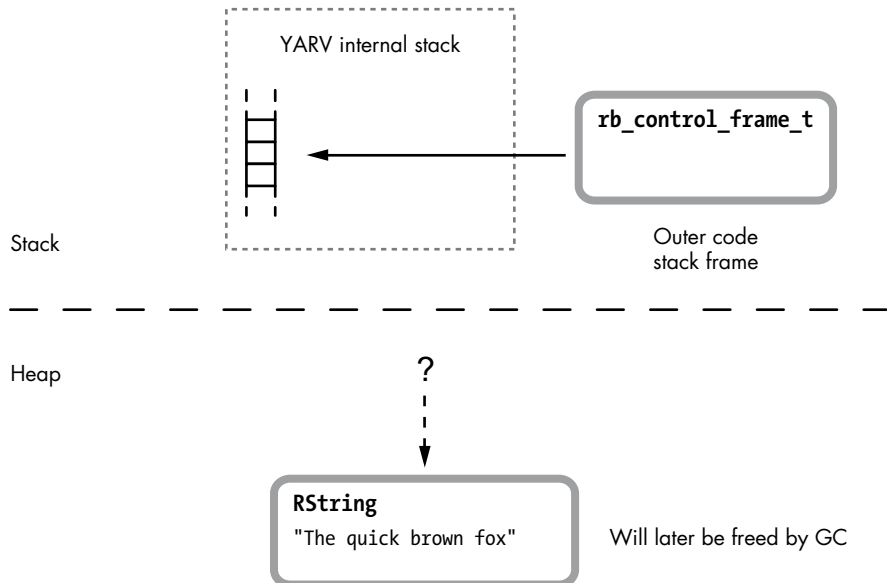 YARV internal stack
rb_control_frame_t
Stack
Outer code
stack frame
Heap
?
RString
"The quick brown fox"
Will later be freed by GC